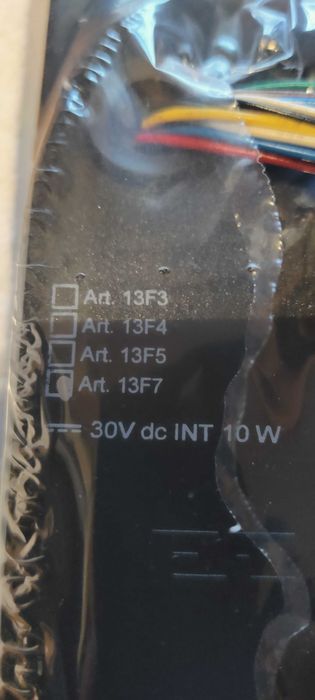 Art. 13F3
Art. 13F4
Art. 13F5
Art. 13F7
30V dc INT 10 W